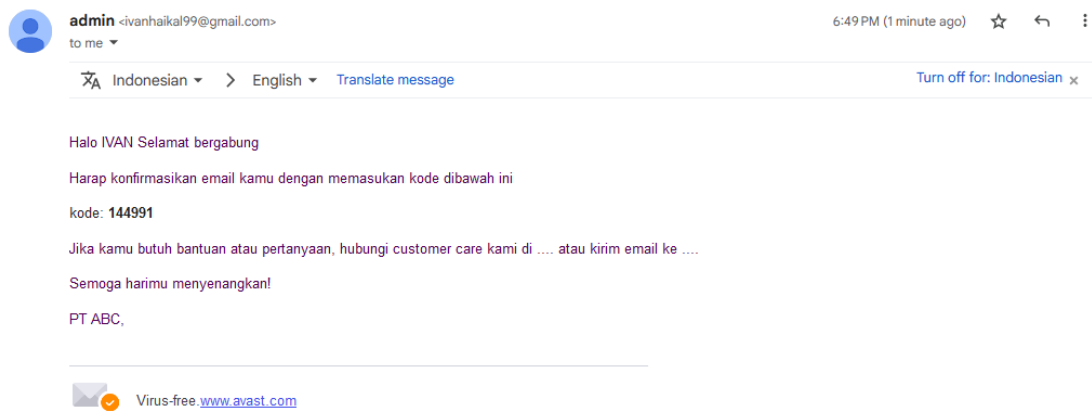 admin <ivanhaikal99@gmail.com>
6:49 PM (1 minute ago)
to me
Indonesian > English Translate message
Turn off for: Indonesian ×
Halo IVAN Selamat bergabung
Harap konfirmasikan email kamu dengan memasukan kode dibawah ini
kode: 144991
Jika kamu butuh bantuan atau pertanyaan, hubungi customer care kami di .... atau kirim email ke ....
Semoga harimu menyenangkan!
PT ABC,
Virus-free.www.avast.com